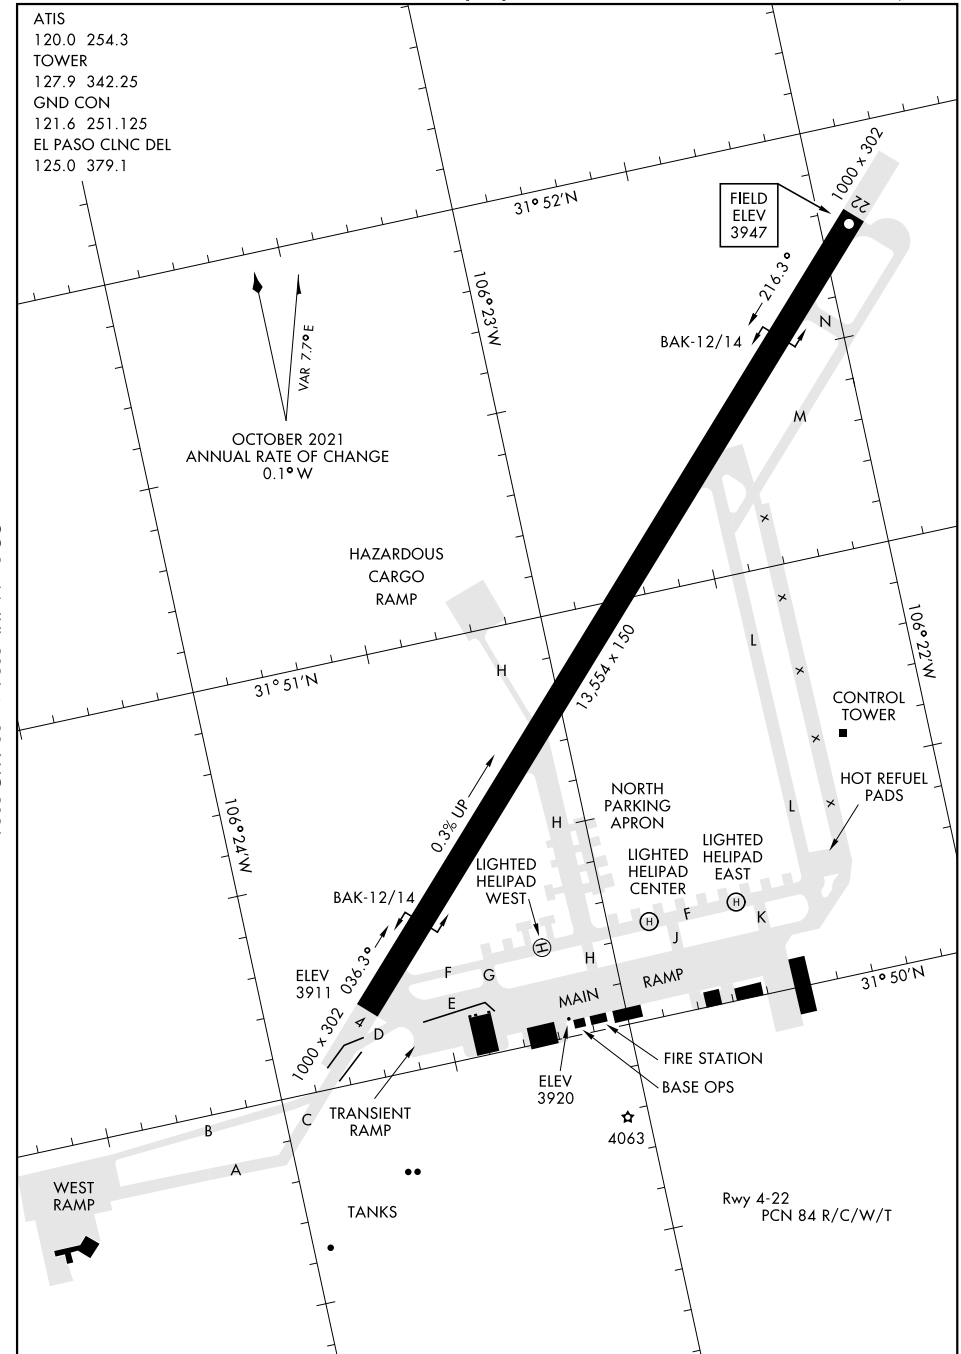 ATIS
120.0 254.3
TOWER
127.9 342.25
GND CON
121.6 251.125
EL PASO CLNC DEL
125.0 379.1
1000 x 302
22
FIELD
ELEV
3947
31°52'N
216.3°
106°23'W
VAR 7.7°E
N
BAK-12/14
M
OCTOBER 2021
ANNUAL RATE OF CHANGE
0.1°W
HAZARDOUS
CARGO
RAMP
x
x
106°22'W
L
13,554 x 150
H
x
31°51'N
CONTROL
TOWER
x
HOT REFUEL
PADS
NORTH
PARKING
APRON
L
x
106°24'W
0.3% UP
H
LIGHTED
HELIPAD
WEST
LIGHTED
HELIPAD
CENTER
LIGHTED
HELIPAD
EAST
BAK-12/14
H
H
F
K
J
H
036.3°
ELEV
3911
F
G
H
RAMP
31°50'N
E
MAIN
4
D
1000 x 302
FIRE STATION
BASE OPS
ELEV
3920
TRANSIENT
RAMP
C
B
4063
A
WEST
RAMP
TANKS
Rwy 4-22
PCN 84 R/C/W/T